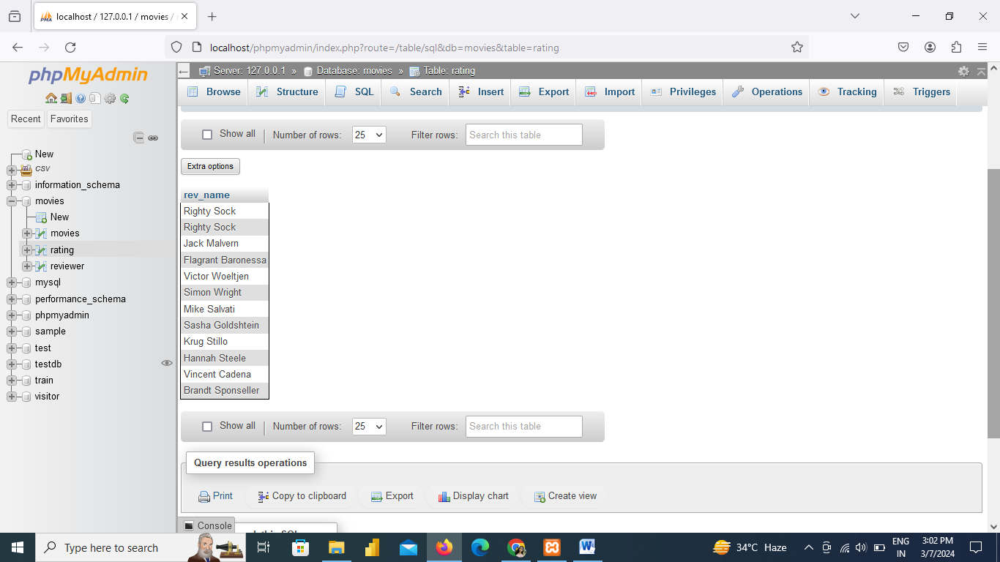 localhost / 127.0.0.1 / movies /
localhost/phpmyadmin/index.php?route=/table/sql&db=movies&table=rating
phpMyAdmin
Recent Favorites
New
csv
information_schema
movies
New
movies
rating
reviewer
mysql
performance_schema
phpmyadmin
sample
test
testdb
train
visitor
Server: 127.0.0.1 » Database: movies » Table: rating
Browse Structure SQL Search Insert Export Import Privileges Operations Tracking Triggers
Show all Number of rows: 25 Filter rows: Search this table
Extra options
rev_name
Righty Sock
Righty Sock
Jack Malvern
Flagrant Baronessa
Victor Woeltjen
Simon Wright
Mike Salvati
Sasha Goldshtein
Krug Stillo
Hannah Steele
Vincent Cadena
Brandt Sponseller
Show all Number of rows: 25 Filter rows: Search this table
Query results operations
Print Copy to clipboard Export Display chart Create view
Console
Type here to search
34°C Haze
ENG
IN
3:02 PM
3/7/2024